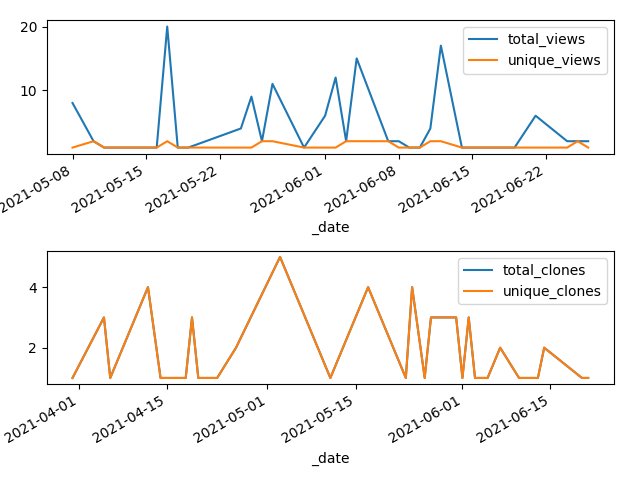 20
10
total_views
unique_views
2021-05-08
2021-05-15
2021-05-22
2021-06-01
2021-06-08
2021-06-15
2021-06-22
_date
4
2
total_clones
unique_clones
2021-04-01
2021-04-15
2021-05-01
2021-05-15
2021-06-01
2021-06-15
_date